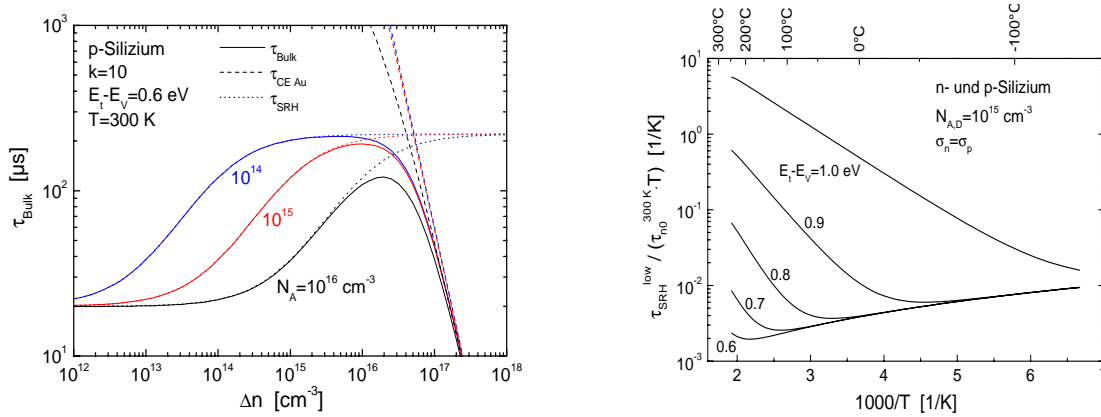 p-Silizium
k=10
E_t-E_V=0.6 eV
T=300 K
τ_Bulk
τ_CE Au
τ_SRH
10^14
10^15
N_A=10^16 cm^-3
10^3
10^2
10^1
τ_Bulk [µs]
10^12 10^13 10^14 10^15 10^16 10^17 10^18
Δn [cm^-3]
300°C 200°C 100°C 0°C -100°C
n- und p-Silizium
N_A,D=10^15 cm^-3
σ_n=σ_p
E_t-E_V=1.0 eV
0.9
0.8
0.7
0.6
10^1
10^0
10^-1
10^-2
10^-3
τ_SRH^low / (τ_n0^300 K·T) [1/K]
2 3 4 5 6 7
1000/T [1/K]